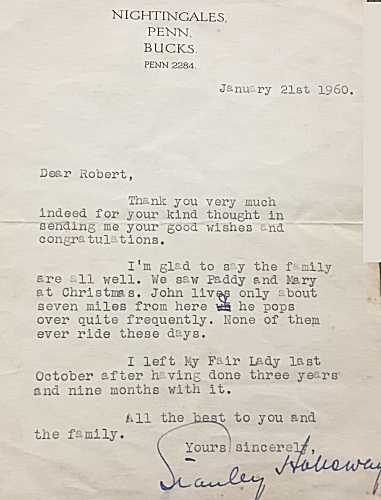 NIGHTINGALES,
PENN,
BUCKS.
PENN 2284.
January 21st 1960.
Dear Robert,
Thank you very much
indeed for your kind thought in
sending me your good wishes and
congratulations.
I'm glad to say the family
are all well. We saw Paddy and Mary
at Christmas. John lives only about
seven miles from here so he pops
over quite frequently. None of them
ever ride these days.
I left My Fair Lady last
October after having done three years
and nine months with it.
All the best to you and
the family.
Yours sincerely,
Stanley Holloway